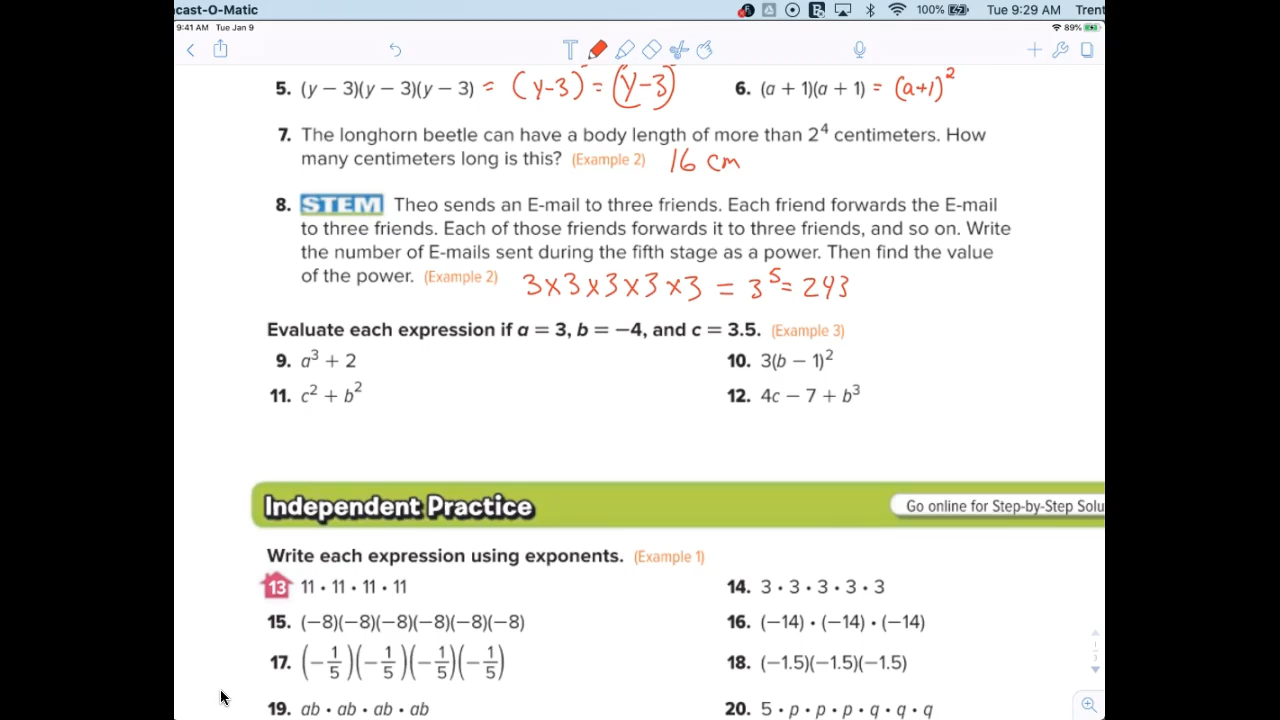 cast-O-Matic 100% Tue 9:29 AM Trent
9:41 AM Tue Jan 9 89%
5. (y − 3)(y − 3)(y − 3) = (y-3) = (y-3) 6. (a + 1)(a + 1) = (a+1)²
7. The longhorn beetle can have a body length of more than 2⁴ centimeters. How
many centimeters long is this? (Example 2) 16 cm
8. STEM Theo sends an E-mail to three friends. Each friend forwards the E-mail
to three friends. Each of those friends forwards it to three friends, and so on. Write
the number of E-mails sent during the fifth stage as a power. Then find the value
of the power. (Example 2) 3×3×3×3×3 = 3⁵ = 243
Evaluate each expression if a = 3, b = −4, and c = 3.5. (Example 3)
9. a³ + 2 10. 3(b − 1)²
11. c² + b² 12. 4c − 7 + b³
Independent Practice Go online for Step-by-Step Solu
Write each expression using exponents. (Example 1)
13 11 • 11 • 11 • 11 14. 3 • 3 • 3 • 3 • 3
15. (−8)(−8)(−8)(−8)(−8)(−8) 16. (−14) • (−14) • (−14)
17. (−1/5)(−1/5)(−1/5)(−1/5) 18. (−1.5)(−1.5)(−1.5)
19. ab • ab • ab • ab 20. 5 • p • p • p • q • q • q